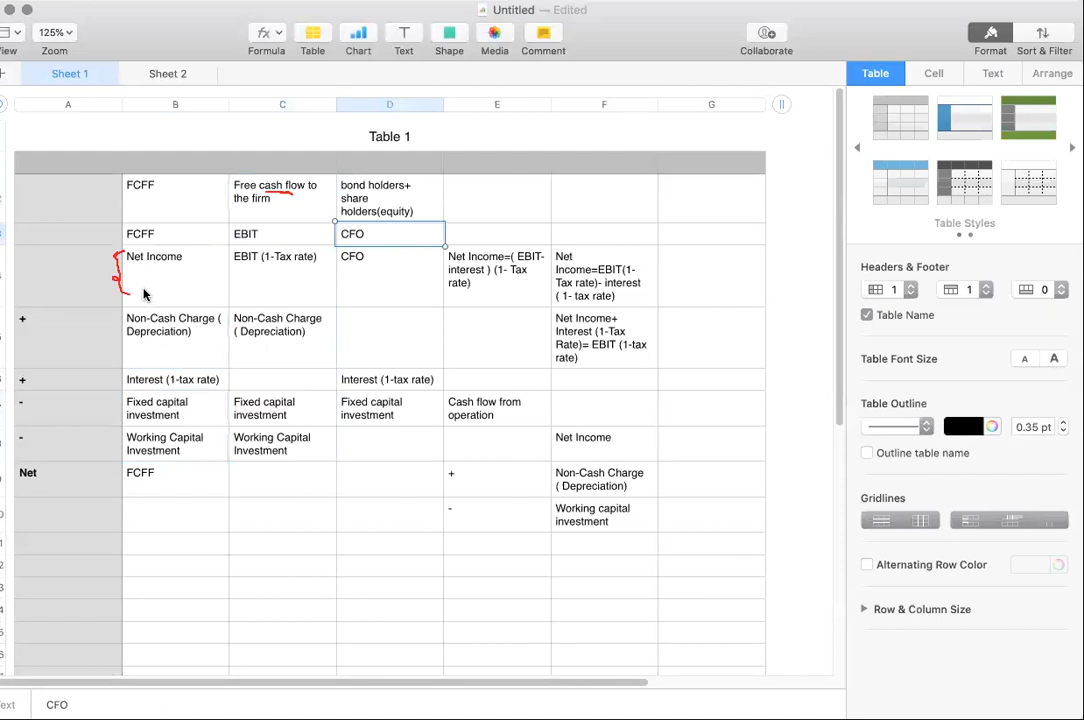 Untitled — Edited
125%
View
Zoom
Formula
Table
Chart
Text
Shape
Media
Comment
Collaborate
Format
Sort & Filter
Sheet 1
Sheet 2
Table
Cell
Text
Arrange
A
B
C
D
E
F
G
Table 1
FCFF
Free cash flow to
the firm
bond holders+
share
holders(equity)
FCFF
EBIT
CFO
Net Income
EBIT (1-Tax rate)
CFO
Net Income=( EBIT-
interest ) (1- Tax
rate)
Net
Income=EBIT(1-
Tax rate)- interest
( 1- tax rate)
+
Non-Cash Charge (
Depreciation)
Non-Cash Charge
( Depreciation)
Net Income+
Interest (1-Tax
Rate)= EBIT (1-tax
rate)
+
Interest (1-tax rate)
Interest (1-tax rate)
-
Fixed capital
investment
Fixed capital
investment
Fixed capital
investment
Cash flow from
operation
-
Working Capital
Investment
Working Capital
Investment
Net Income
Net
FCFF
+
Non-Cash Charge
( Depreciation)
-
Working capital
investment
Table Styles
Headers & Footer
1
1
0
Table Name
Table Font Size
A
A
Table Outline
0.35 pt
Outline table name
Gridlines
Alternating Row Color
Row & Column Size
Text
CFO